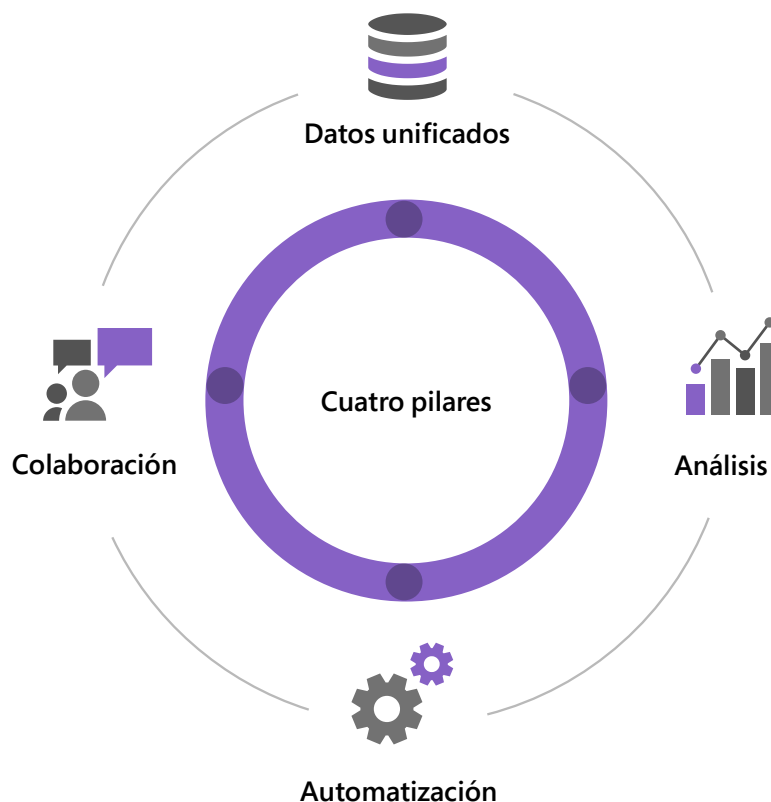 Datos unificados
Cuatro pilares
Colaboración
Análisis
Automatización